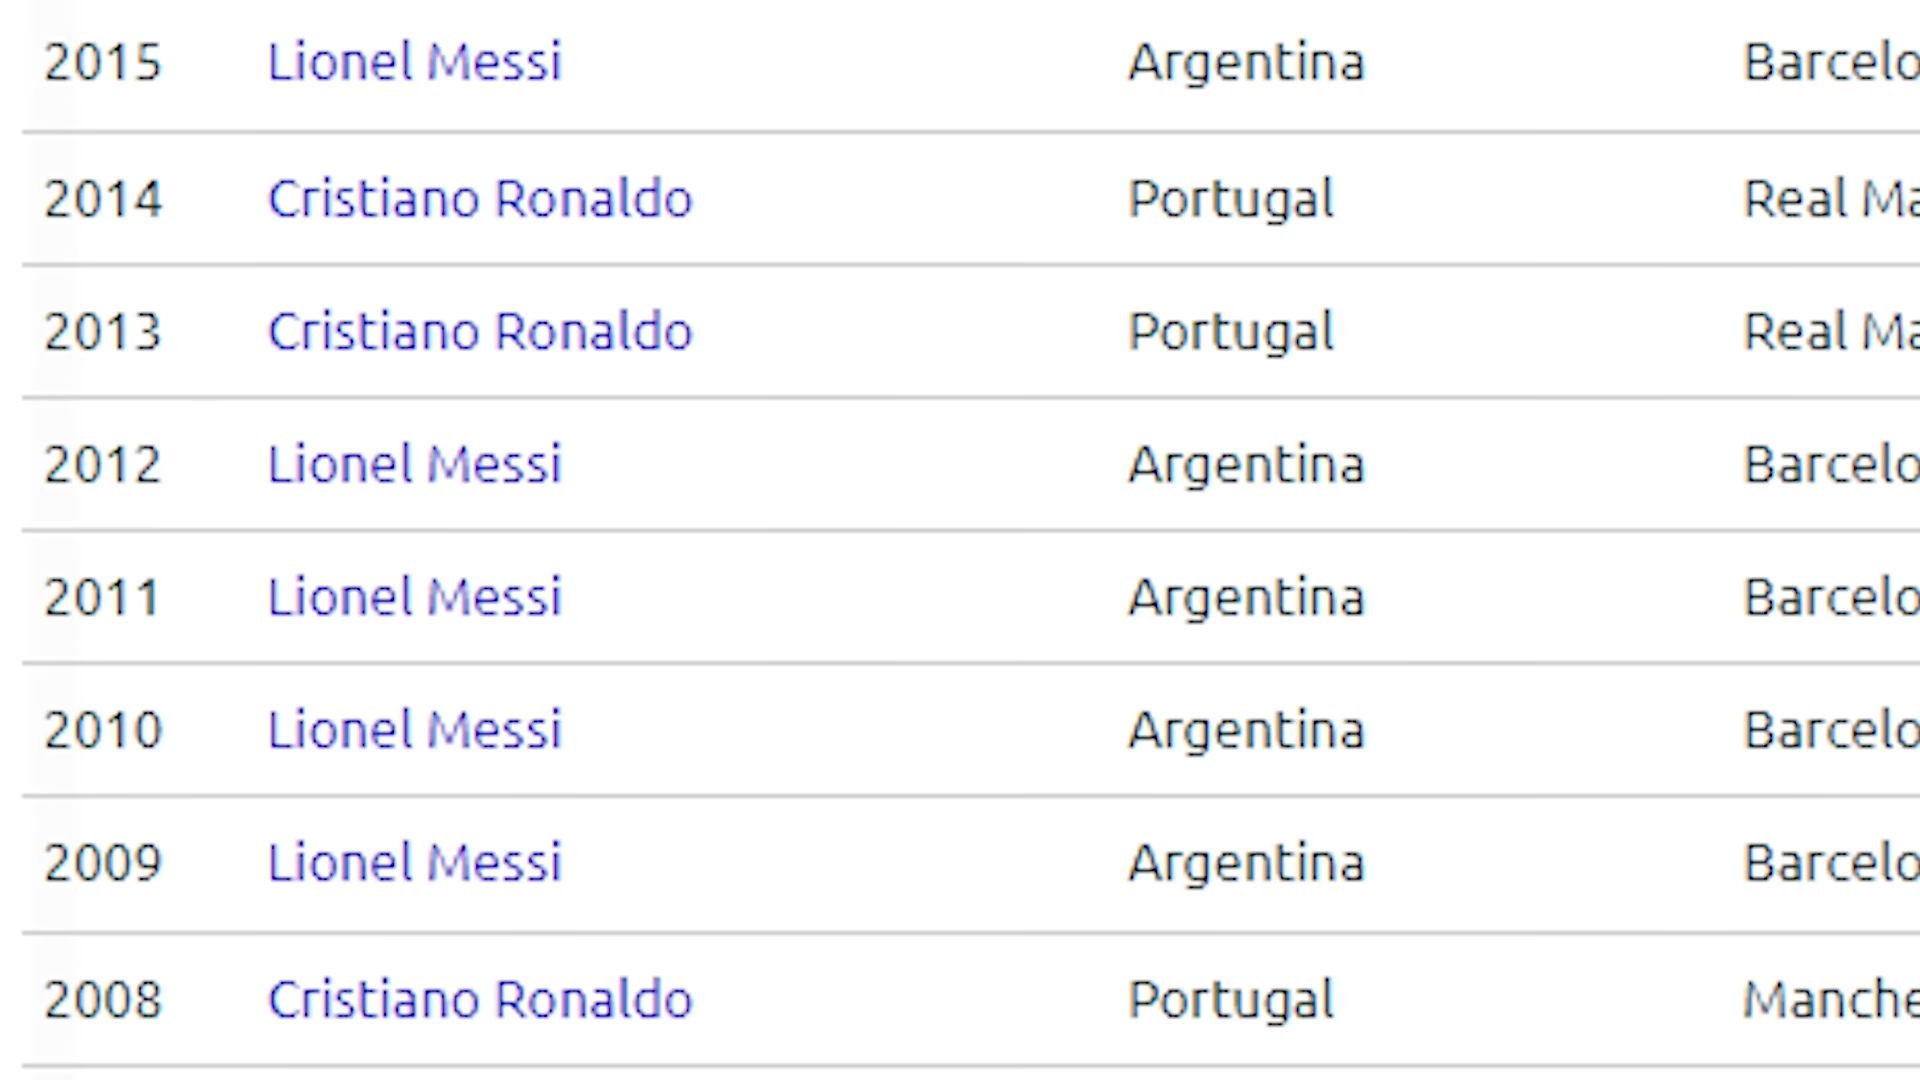 2015 Lionel Messi Argentina Barcelo
2014 Cristiano Ronaldo Portugal Real Ma
2013 Cristiano Ronaldo Portugal Real Ma
2012 Lionel Messi Argentina Barcelo
2011 Lionel Messi Argentina Barcelo
2010 Lionel Messi Argentina Barcelo
2009 Lionel Messi Argentina Barcelo
2008 Cristiano Ronaldo Portugal Manche